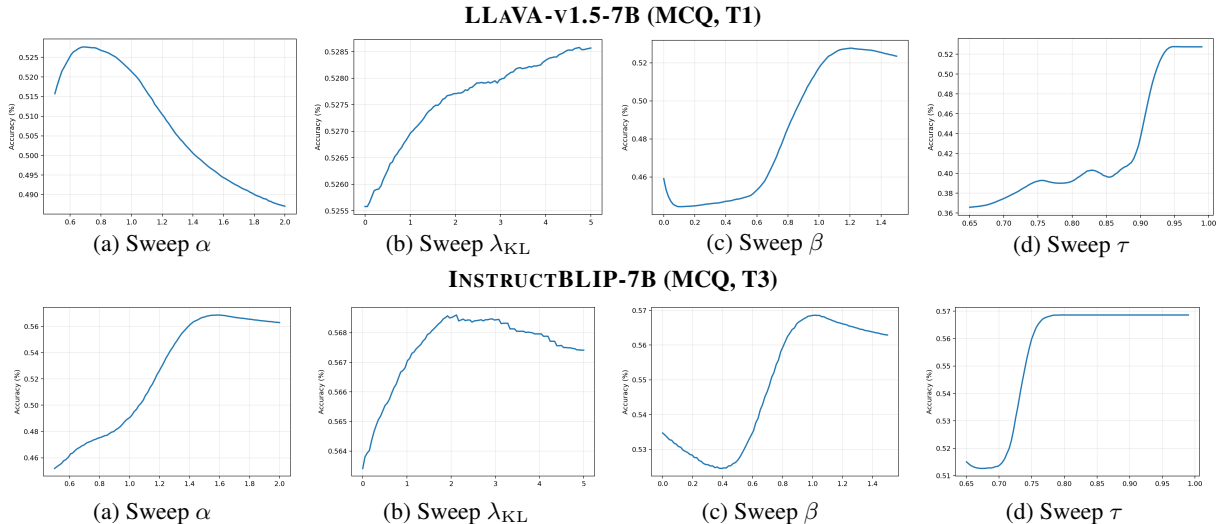 LLAVA-V1.5-7B (MCQ, T1)
Accuracy (%)
0.525
0.520
0.515
0.510
0.505
0.500
0.495
0.490
0.6 0.8 1.0 1.2 1.4 1.6 1.8 2.0
(a) Sweep α
Accuracy (%)
0.5285
0.5280
0.5275
0.5270
0.5265
0.5260
0.5255
0 1 2 3 4 5
(b) Sweep λKL
Accuracy (%)
0.52
0.50
0.48
0.46
0.0 0.2 0.4 0.6 0.8 1.0 1.2 1.4
(c) Sweep β
Accuracy (%)
0.52
0.50
0.48
0.46
0.44
0.42
0.40
0.38
0.36
0.65 0.70 0.75 0.80 0.85 0.90 0.95 1.00
(d) Sweep τ
INSTRUCTBLIP-7B (MCQ, T3)
Accuracy (%)
0.56
0.54
0.52
0.50
0.48
0.46
0.6 0.8 1.0 1.2 1.4 1.6 1.8 2.0
(a) Sweep α
Accuracy (%)
0.568
0.567
0.566
0.565
0.564
0 1 2 3 4 5
(b) Sweep λKL
Accuracy (%)
0.57
0.56
0.55
0.54
0.53
0.0 0.2 0.4 0.6 0.8 1.0 1.2 1.4
(c) Sweep β
Accuracy (%)
0.57
0.56
0.55
0.54
0.53
0.52
0.51
0.65 0.70 0.75 0.80 0.85 0.90 0.95 1.00
(d) Sweep τ